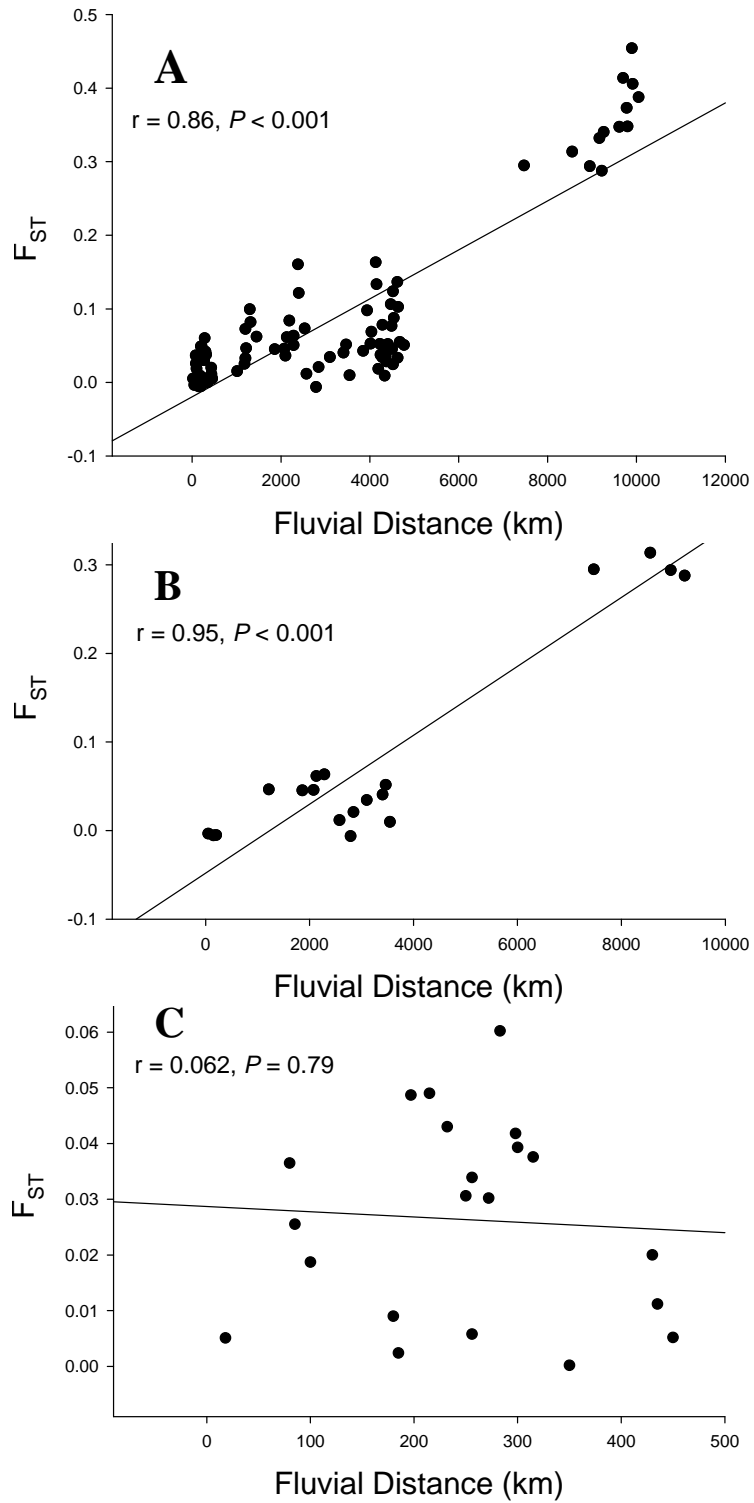 0.5
A
0.4
r = 0.86, P < 0.001
0.3
0.2
0.1
0.0
-0.1
F_ST
0 2000 4000 6000 8000 10000 12000
Fluvial Distance (km)
0.3
B
r = 0.95, P < 0.001
0.2
0.1
0.0
-0.1
F_ST
0 2000 4000 6000 8000 10000
Fluvial Distance (km)
C
0.06
r = 0.062, P = 0.79
0.05
0.04
0.03
0.02
0.01
0.00
F_ST
0 100 200 300 400 500
Fluvial Distance (km)